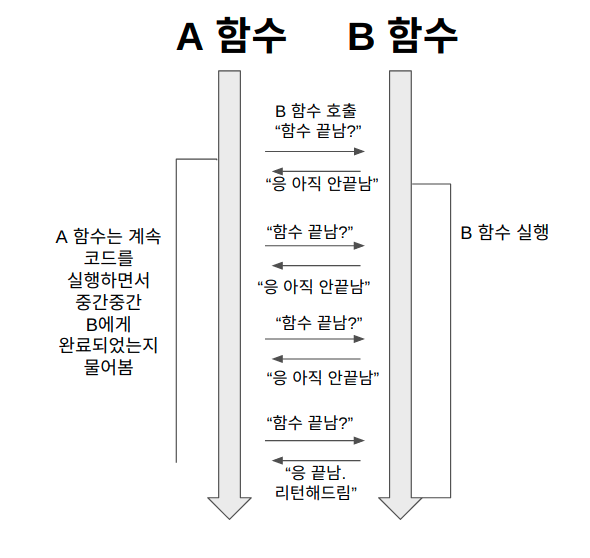 A 함수
B 함수
B 함수 호출
“함수 끝남?”
“응 아직 안끝남”
“함수 끝남?”
“응 아직 안끝남”
“함수 끝남?”
“응 아직 안끝남”
“함수 끝남?”
“응 끝남.
리턴해드림”
A 함수는 계속
코드를
실행하면서
중간중간
B에게
완료되었는지
물어봄
B 함수 실행